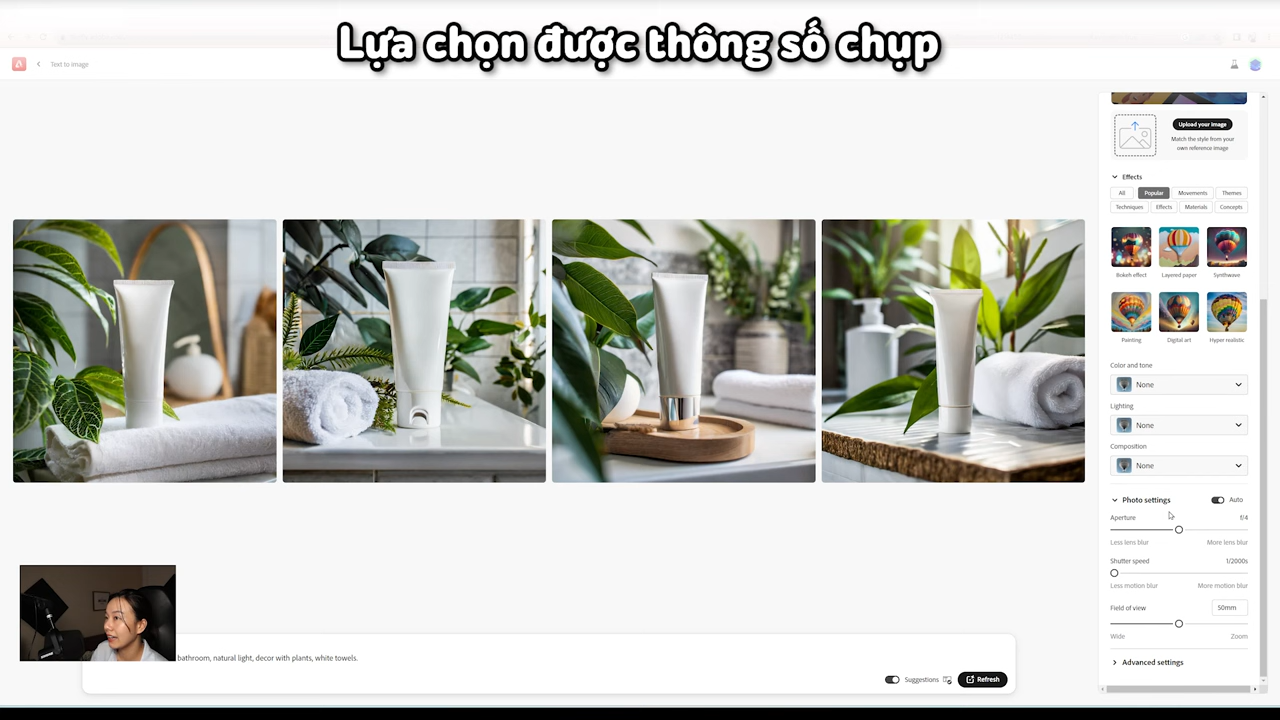 Lựa chọn được thông số chụp
Text to image
Upload your image
Match the style from your
own reference image
Effects
All Popular Movements Themes
Techniques Effects Materials Concepts
Bokeh effect Layered paper Synthwave
Painting Digital art Hyper realistic
Color and tone
None
Lighting
None
Composition
None
Photo settings Auto
Aperture f/4
Less lens blur More lens blur
Shutter speed 1/2000s
Less motion blur More motion blur
Field of view 50mm
Wide Zoom
Advanced settings
bathroom, natural light, decor with plants, white towels.
Suggestions Refresh